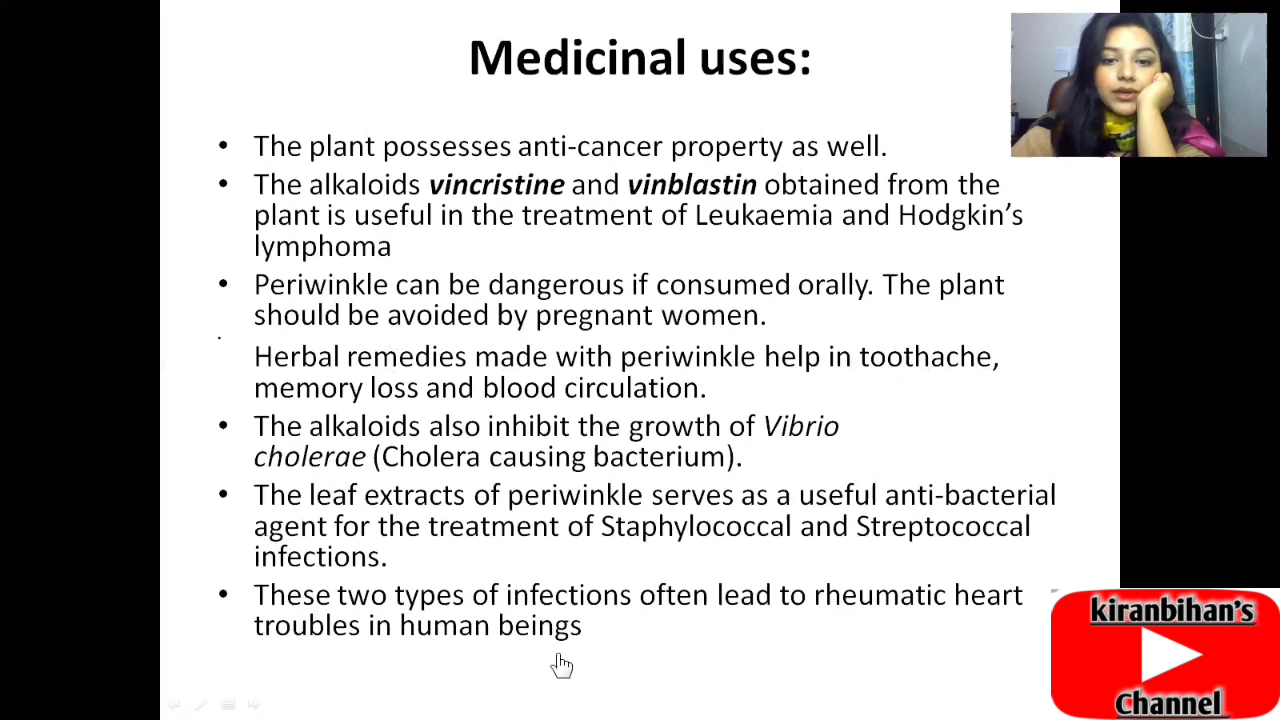 Medicinal uses:
• The plant possesses anti-cancer property as well.
• The alkaloids vincristine and vinblastin obtained from the
plant is useful in the treatment of Leukaemia and Hodgkin’s
lymphoma
• Periwinkle can be dangerous if consumed orally. The plant
should be avoided by pregnant women.
•
Herbal remedies made with periwinkle help in toothache,
memory loss and blood circulation.
• The alkaloids also inhibit the growth of Vibrio
cholerae (Cholera causing bacterium).
• The leaf extracts of periwinkle serves as a useful anti-bacterial
agent for the treatment of Staphylococcal and Streptococcal
infections.
• These two types of infections often lead to rheumatic heart
troubles in human beings
kiranbihan's
Channel